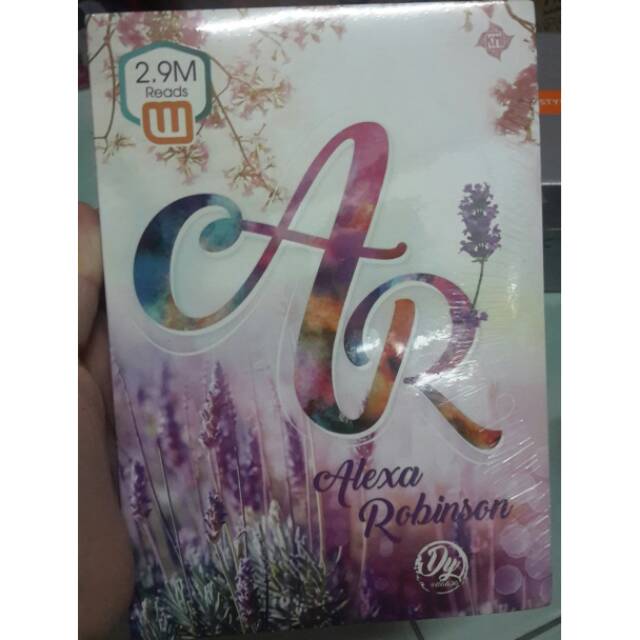 2.9M
Reads
AR
Alexa
Robinson
Dy